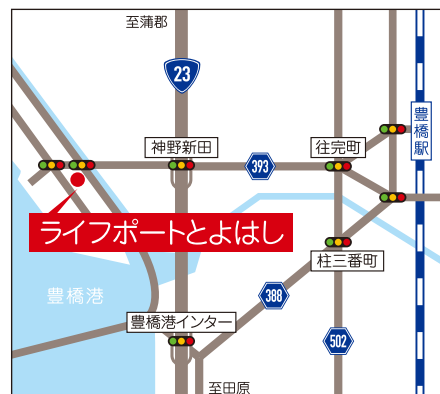 至蒲郡
23
豊橋駅
神野新田
往完町
393
ライフポートとよはし
柱三番町
豊橋港
388
豊橋港インター
502
至田原